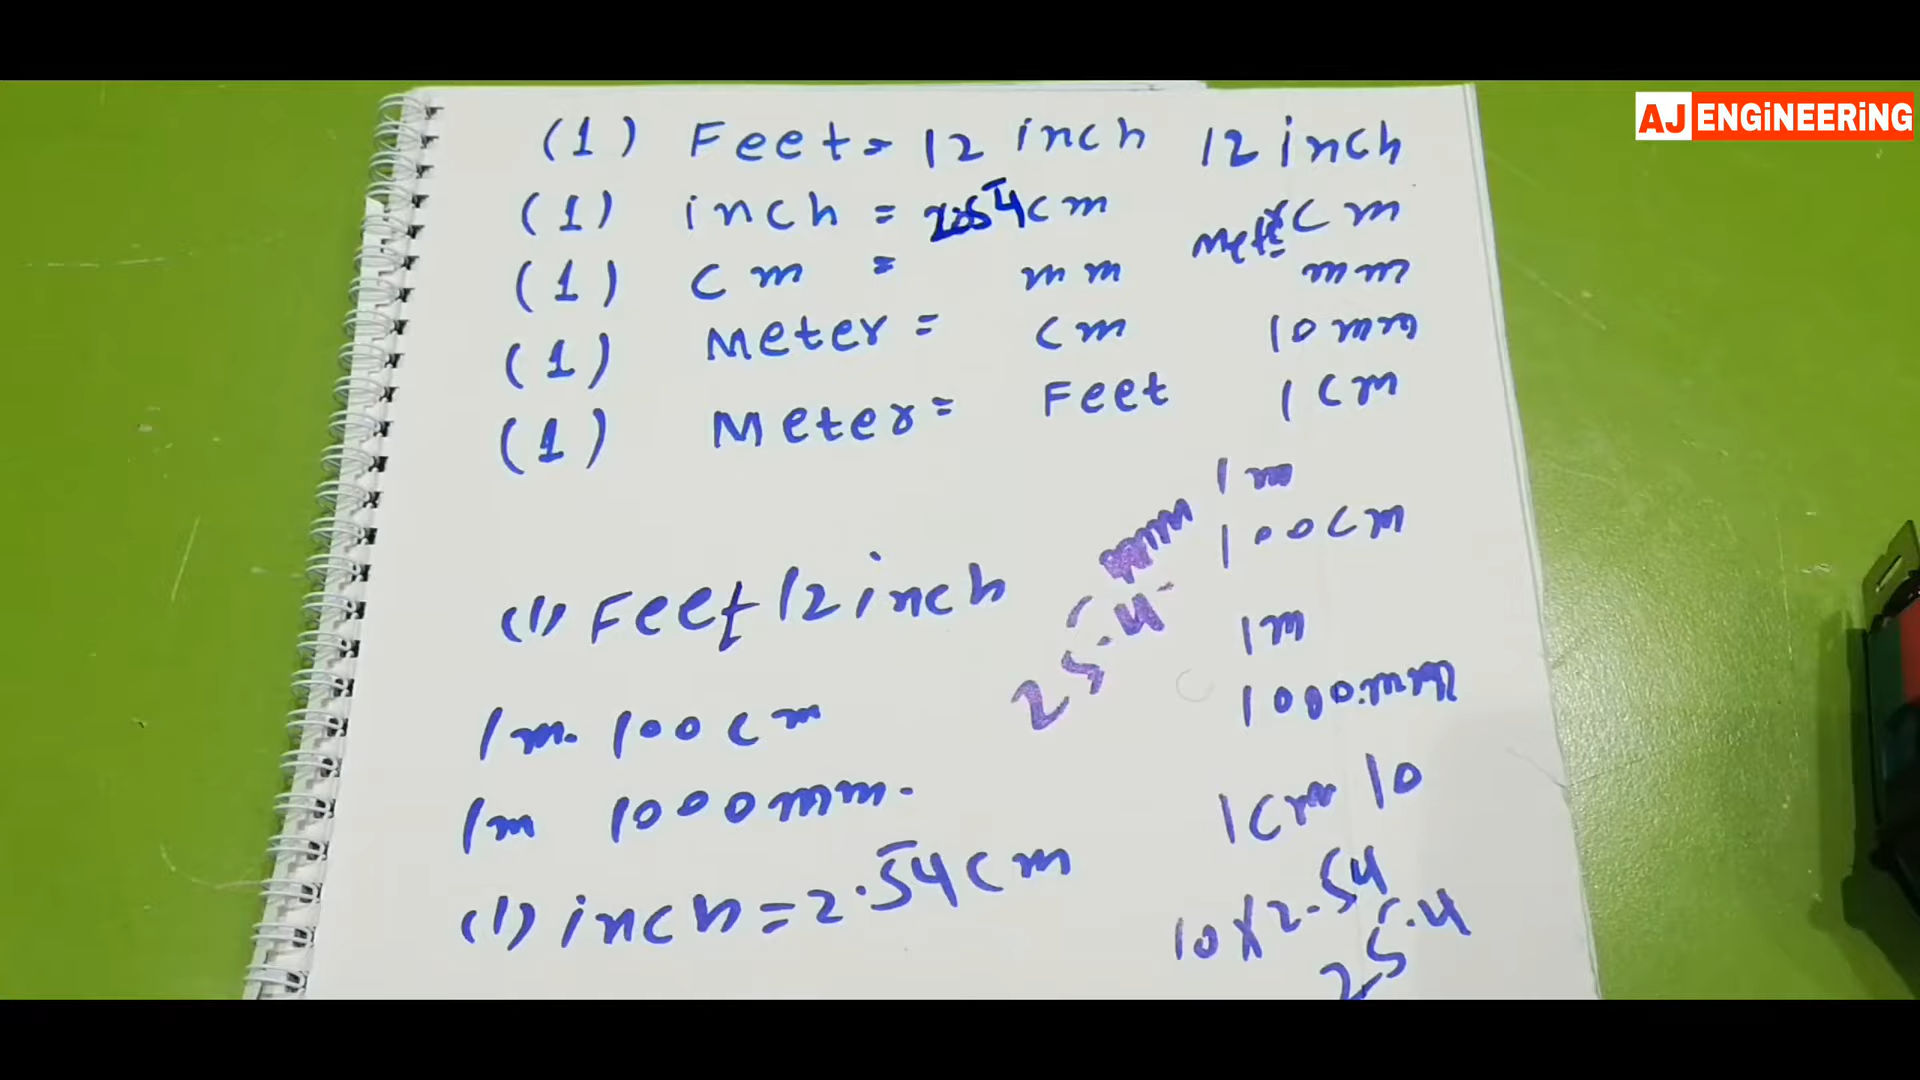 AJ ENGiNEERiNG
(1) Feet = 12 inch 12 inch
(1) inch = 2.54 cm cm
Meter
(1) cm = mm mm
(1) Meter = cm 10 mm
(1) Meter = Feet 1 cm
1 m
100 cm
(1) Feet 12 inch
25.4 mm
1 m
1000 mm
1 m. 100 cm
1 m 1000 mm.
1 cm 10
(1) inch = 2.54 cm
10 x 2.54
25.4